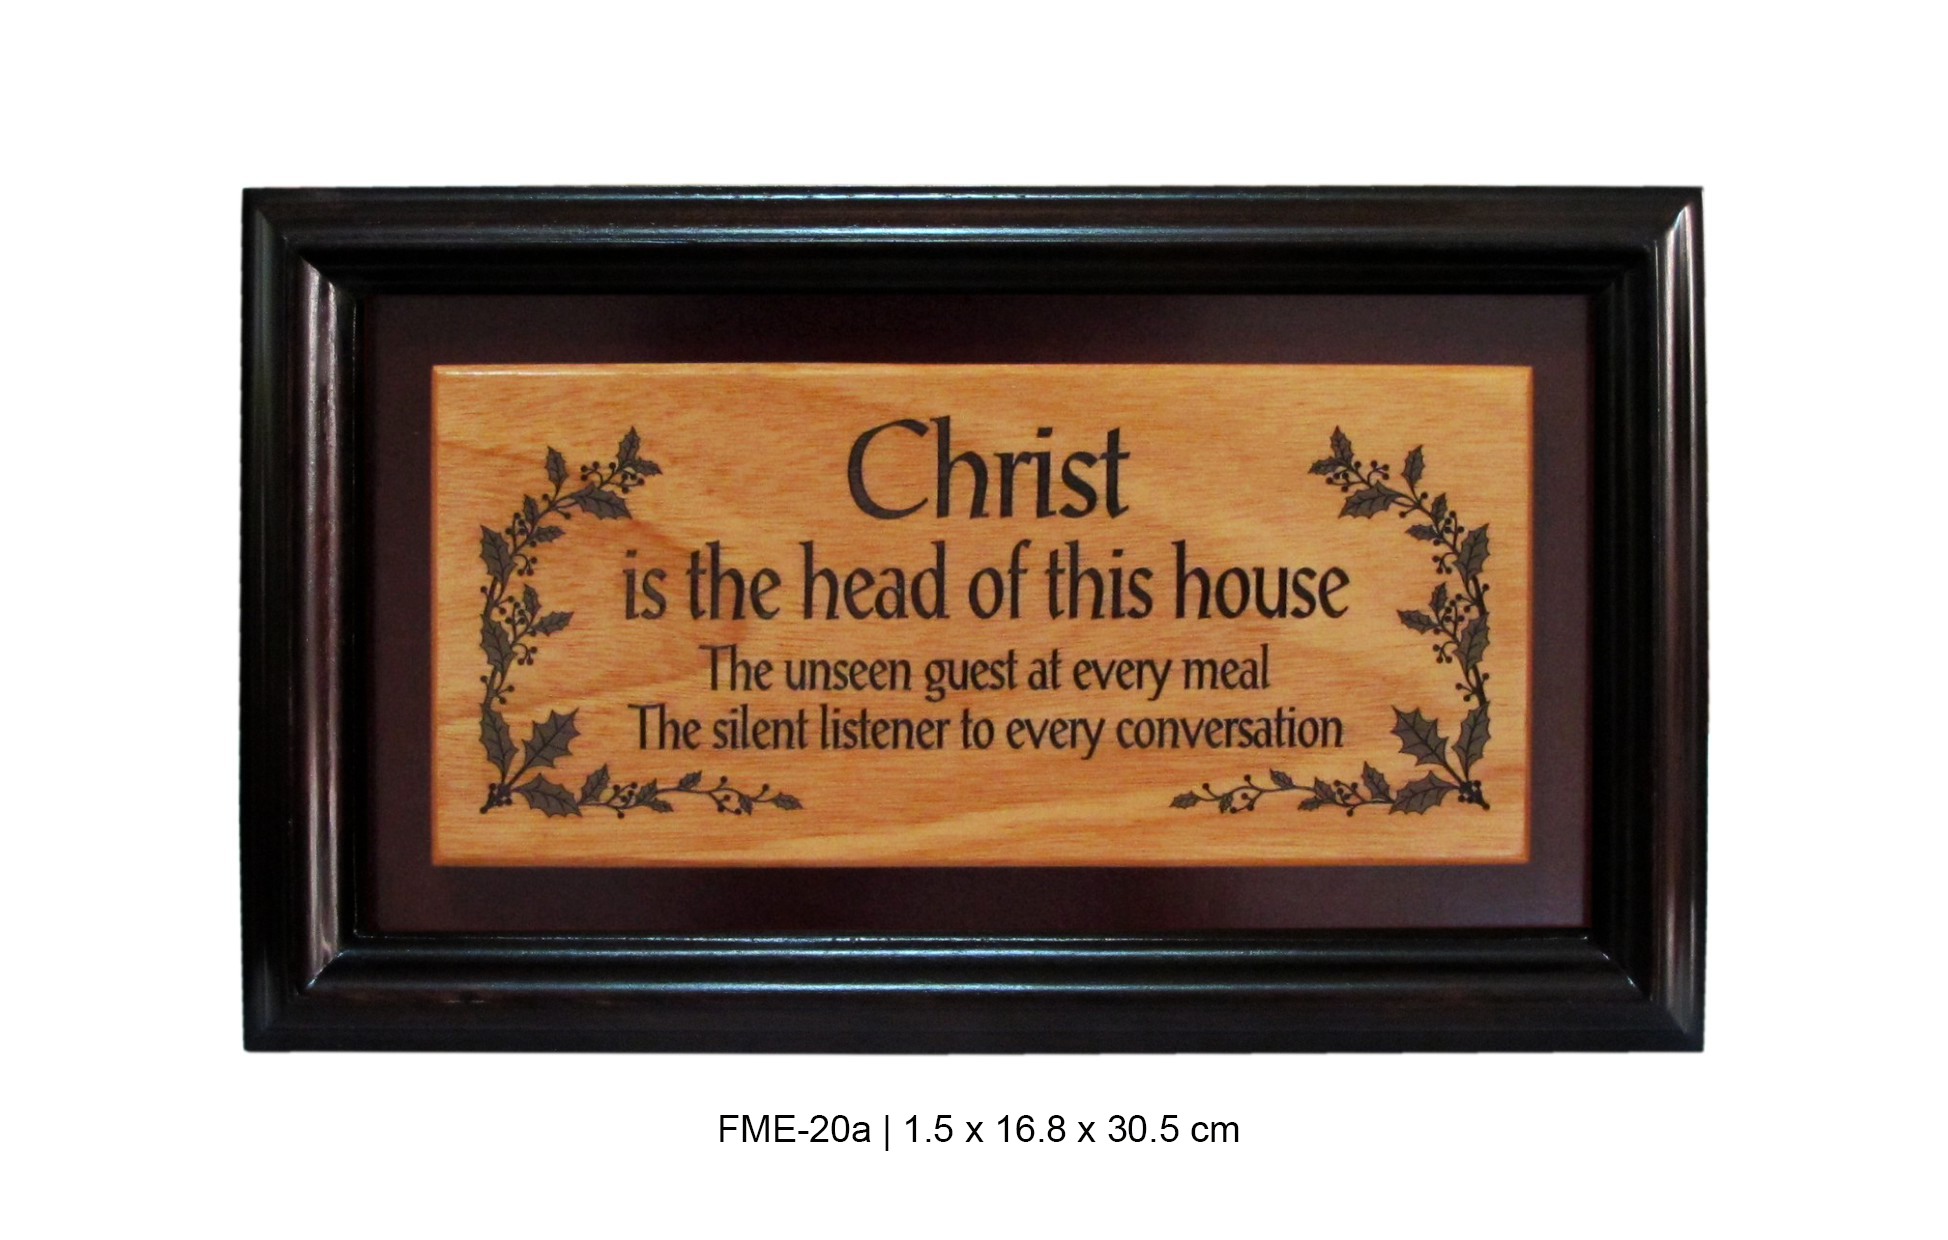 Christ
is the head of this house
The unseen guest at every meal
The silent listener to every conversation
FME-20a | 1.5 x 16.8 x 30.5 cm